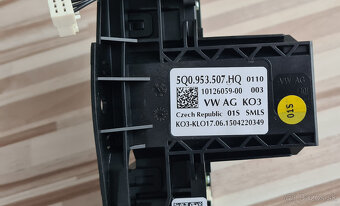 5Q0.953.507.HQ 0110
10126059-00 003
VW AG KO3
Czech Republic 01S SMLS
KO3-KLO17.06.1504220349
VW AG
01S